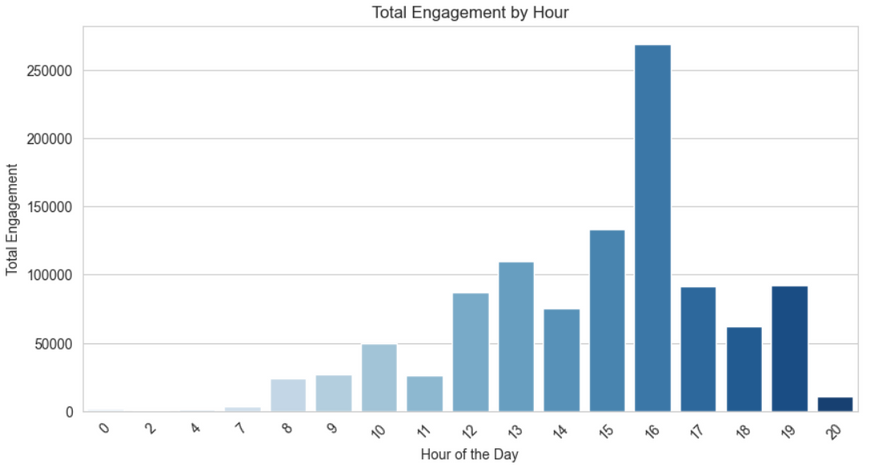 Total Engagement by Hour
Total Engagement
250000
200000
150000
100000
50000
0
0 2 4 7 8 9 10 11 12 13 14 15 16 17 18 19 20
Hour of the Day